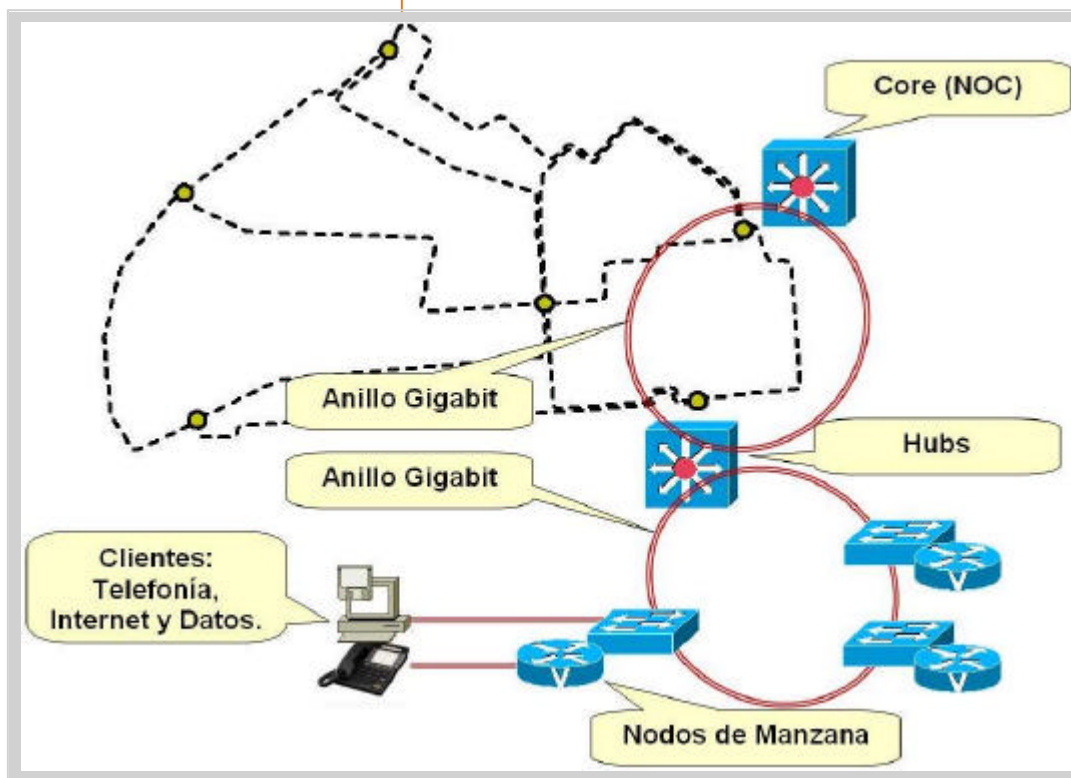 Core (NOC)
Anillo Gigabit
Hubs
Anillo Gigabit
Clientes:
Telefonía,
Internet y Datos.
V
V
V
Nodos de Manzana